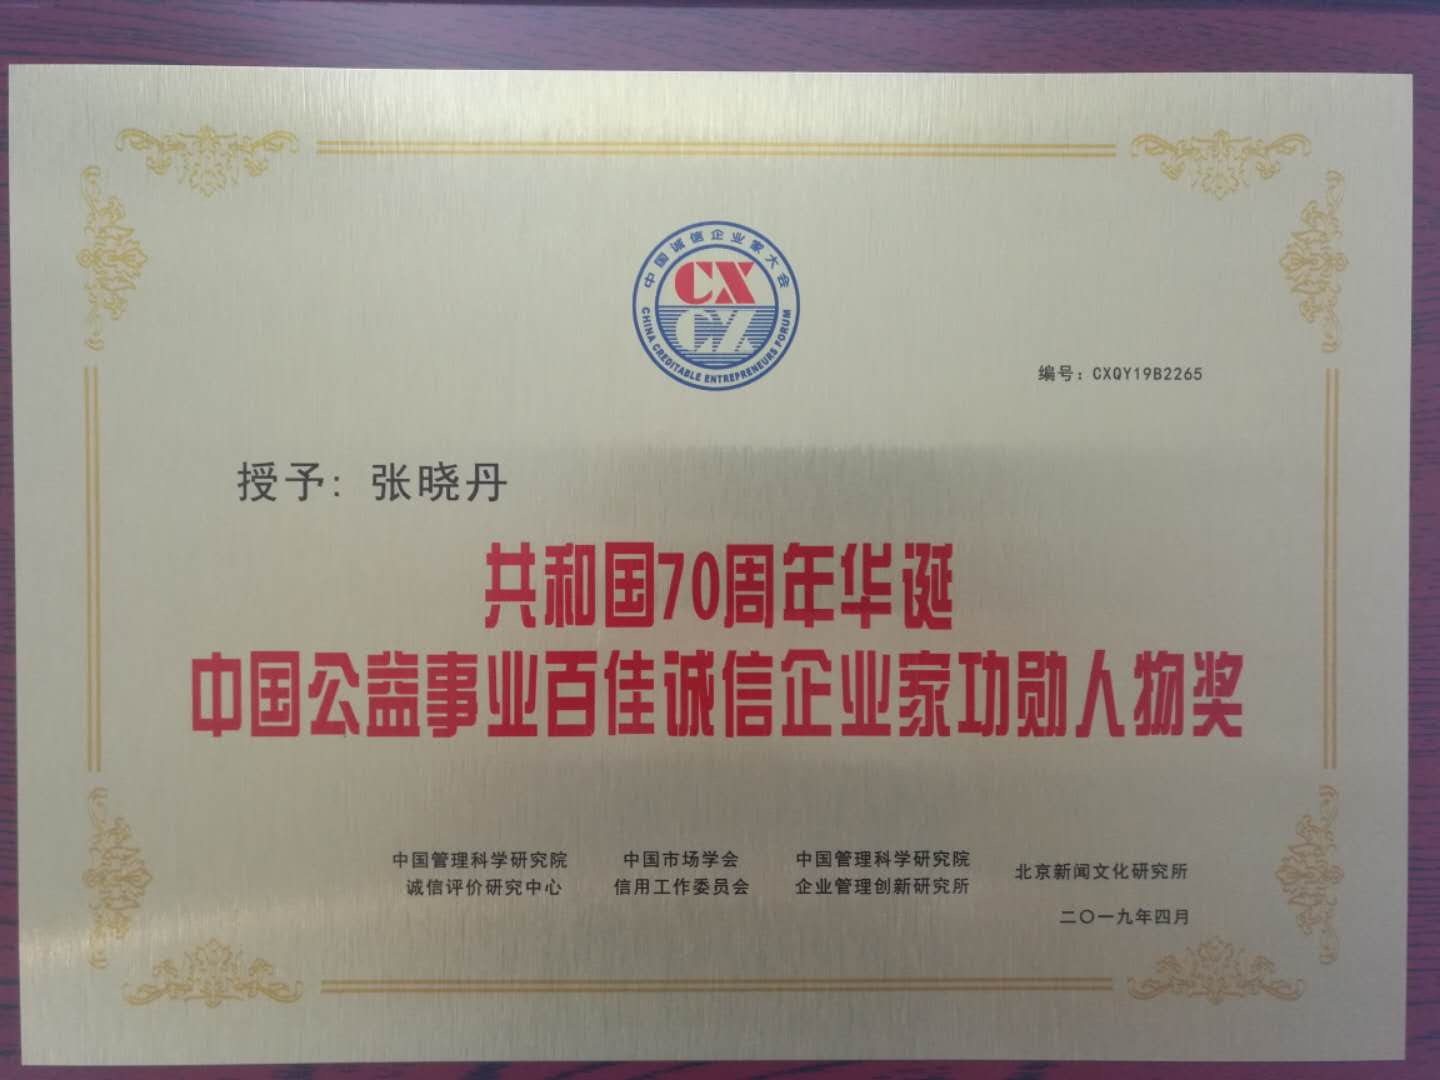 中国诚信企业家大会
CX
CZ
CHINA CREDITABLE ENTREPRENEURS FORUM
编号：CXQY19B2265
授予：张晓丹
共和国70周年华诞
中国公益事业百佳诚信企业家功勋人物奖
中国管理科学研究院 中国市场学会 中国管理科学研究院
诚信评价研究中心 信用工作委员会 企业管理创新研究所
北京新闻文化研究所
二〇一九年四月